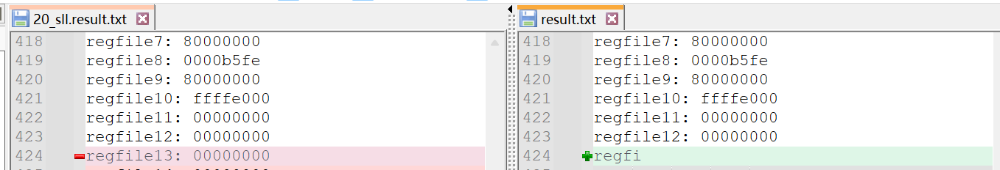 20_sll.result.txt
418 regfile7: 80000000
419 regfile8: 0000b5fe
420 regfile9: 80000000
421 regfile10: ffffe000
422 regfile11: 00000000
423 regfile12: 00000000
424 regfile13: 00000000
result.txt
418 regfile7: 80000000
419 regfile8: 0000b5fe
420 regfile9: 80000000
421 regfile10: ffffe000
422 regfile11: 00000000
423 regfile12: 00000000
424 regfi